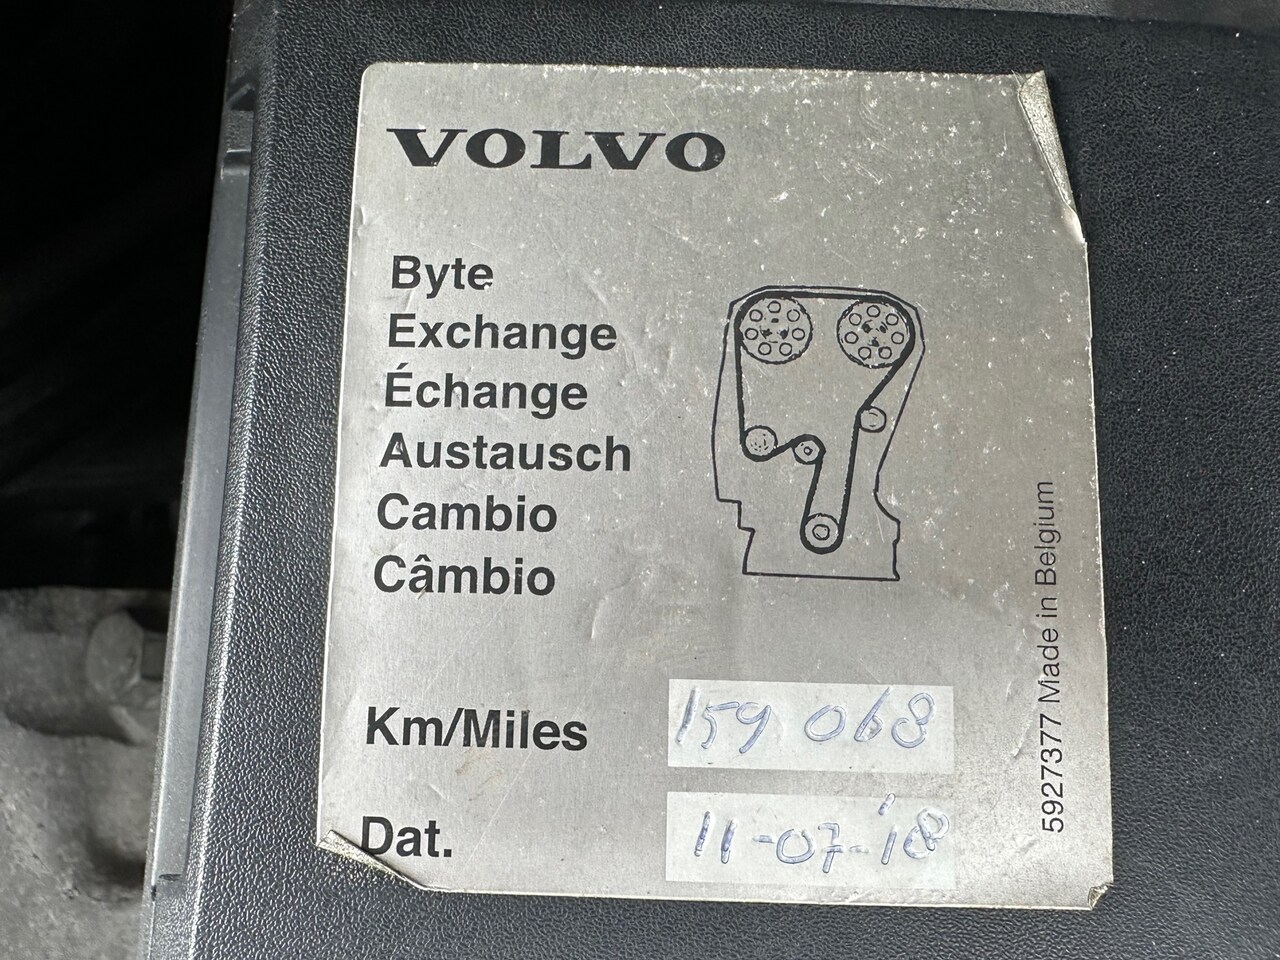 VOLVO
Byte
Exchange
Échange
Austausch
Cambio
Câmbio
Km/Miles 159 068
Dat. 11-07-'18
5927377 Made in Belgium